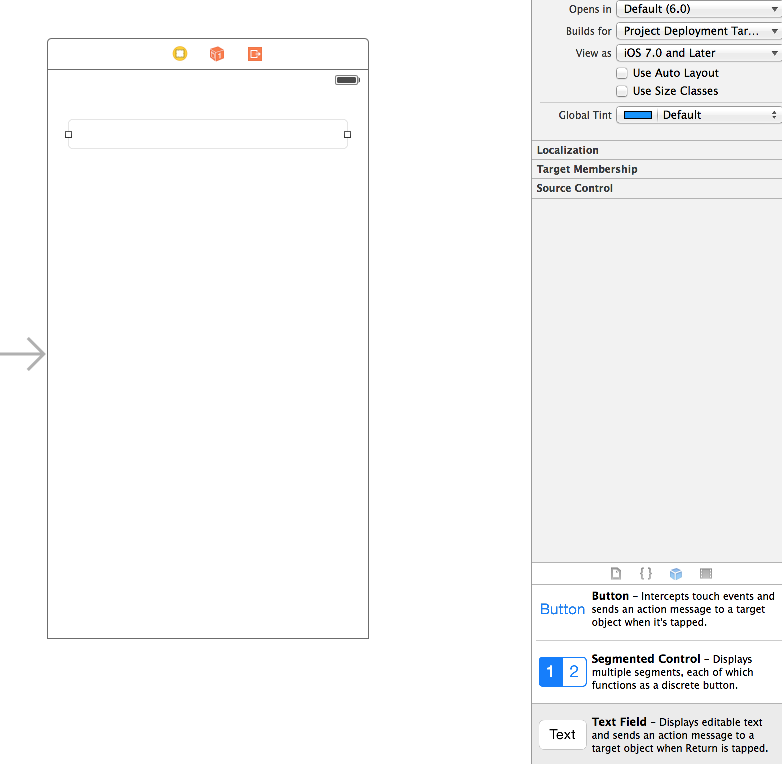 Opens in Default (6.0)
Builds for Project Deployment Tar...
View as iOS 7.0 and Later
Use Auto Layout
Use Size Classes
Global Tint Default
Localization
Target Membership
Source Control
{ }
Button
Button – Intercepts touch events and
sends an action message to a target
object when it's tapped.
1 2
Segmented Control – Displays
multiple segments, each of which
functions as a discrete button.
Text
Text Field – Displays editable text
and sends an action message to a
target object when Return is tapped.